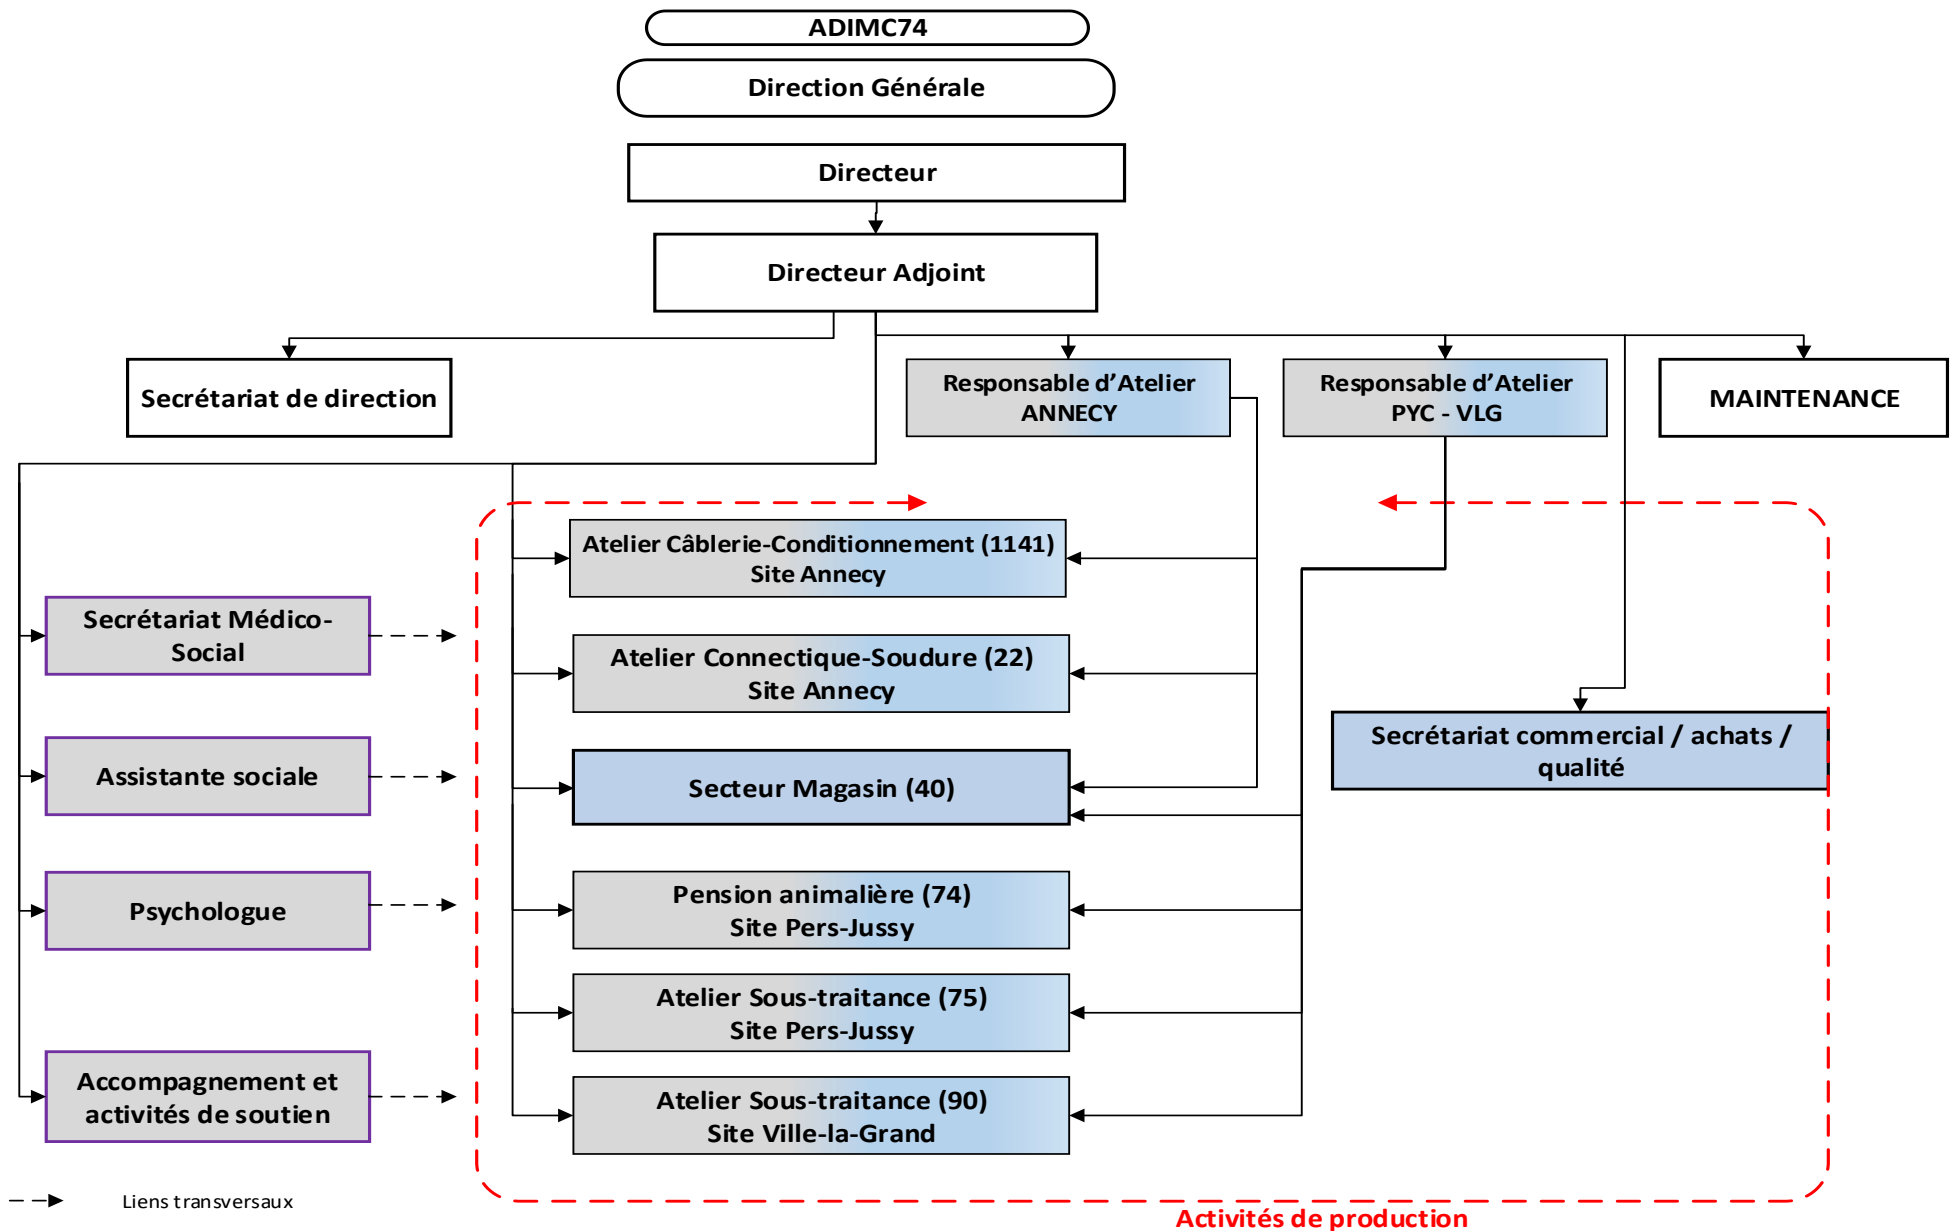 ADIMC74
Direction Générale
Directeur
Directeur Adjoint
Secrétariat de direction
Responsable d’Atelier
ANNECY
Responsable d’Atelier
PYC - VLG
MAINTENANCE
Atelier Câblerie-Conditionnement (1141)
Site Annecy
Secrétariat Médico-
Social
Atelier Connectique-Soudure (22)
Site Annecy
Assistante sociale
Secteur Magasin (40)
Secrétariat commercial / achats /
qualité
Psychologue
Pension animalière (74)
Site Pers-Jussy
Atelier Sous-traitance (75)
Site Pers-Jussy
Accompagnement et
activités de soutien
Atelier Sous-traitance (90)
Site Ville-la-Grand
Liens transversaux
Activités de production